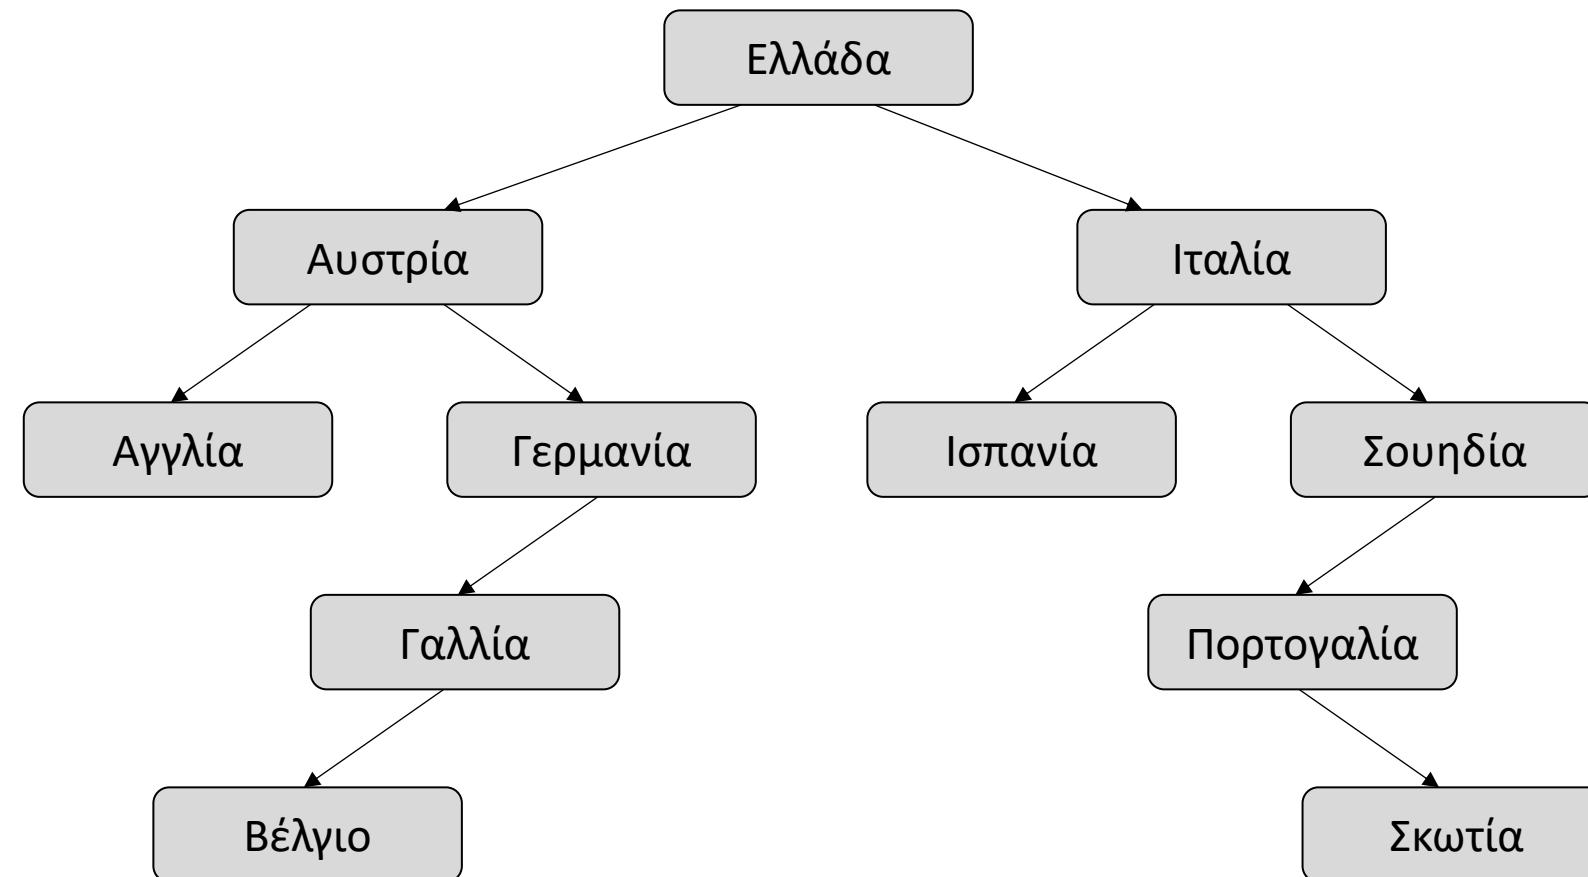 Ελλάδα
Αυστρία
Ιταλία
Αγγλία
Γερμανία
Ισπανία
Σουηδία
Γαλλία
Πορτογαλία
Βέλγιο
Σκωτία